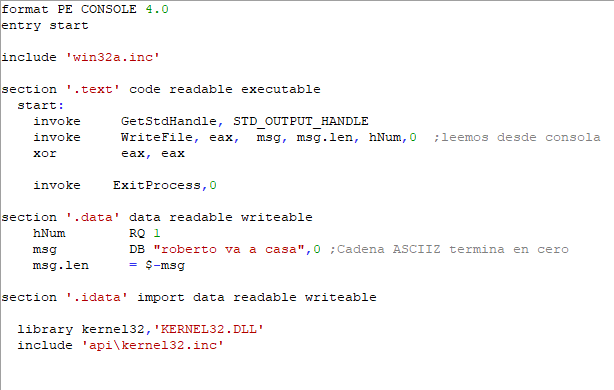 format PE CONSOLE 4.0
entry start
include 'win32a.inc'
section '.text' code readable executable
start:
invoke GetStdHandle, STD_OUTPUT_HANDLE
invoke WriteFile, eax, msg, msg.len, hNum,0 ;leemos desde consola
xor eax, eax
invoke ExitProcess,0
section '.data' data readable writeable
hNum RQ 1
msg DB "roberto va a casa",0 ;Cadena ASCIIZ termina en cero
msg.len = $-msg
section '.idata' import data readable writeable
library kernel32,'KERNEL32.DLL'
include 'api\kernel32.inc'